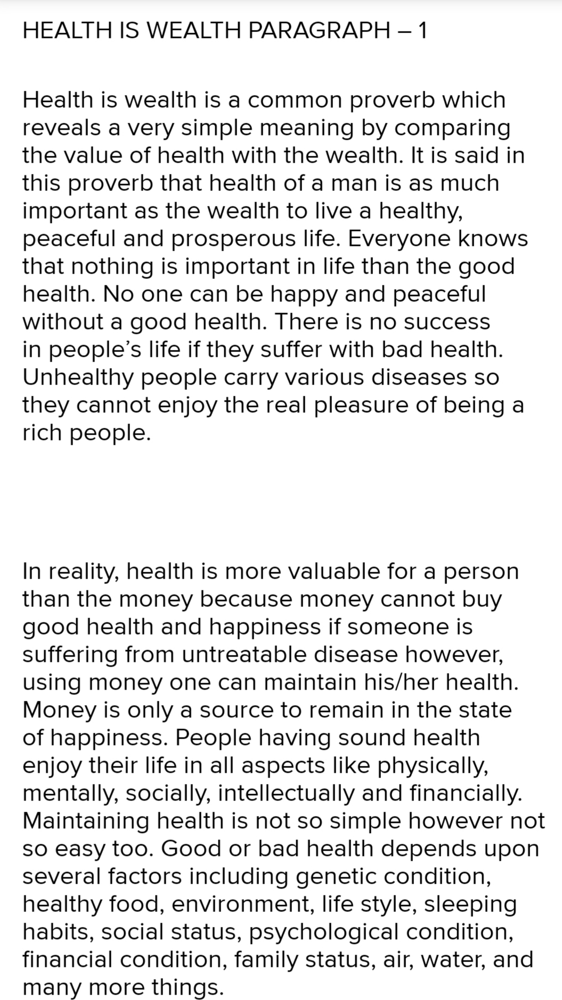 HEALTH IS WEALTH PARAGRAPH – 1
Health is wealth is a common proverb which
reveals a very simple meaning by comparing
the value of health with the wealth. It is said in
this proverb that health of a man is as much
important as the wealth to live a healthy,
peaceful and prosperous life. Everyone knows
that nothing is important in life than the good
health. No one can be happy and peaceful
without a good health. There is no success
in people’s life if they suffer with bad health.
Unhealthy people carry various diseases so
they cannot enjoy the real pleasure of being a
rich people.
In reality, health is more valuable for a person
than the money because money cannot buy
good health and happiness if someone is
suffering from untreatable disease however,
using money one can maintain his/her health.
Money is only a source to remain in the state
of happiness. People having sound health
enjoy their life in all aspects like physically,
mentally, socially, intellectually and financially.
Maintaining health is not so simple however not
so easy too. Good or bad health depends upon
several factors including genetic condition,
healthy food, environment, life style, sleeping
habits, social status, psychological condition,
financial condition, family status, air, water, and
many more things.